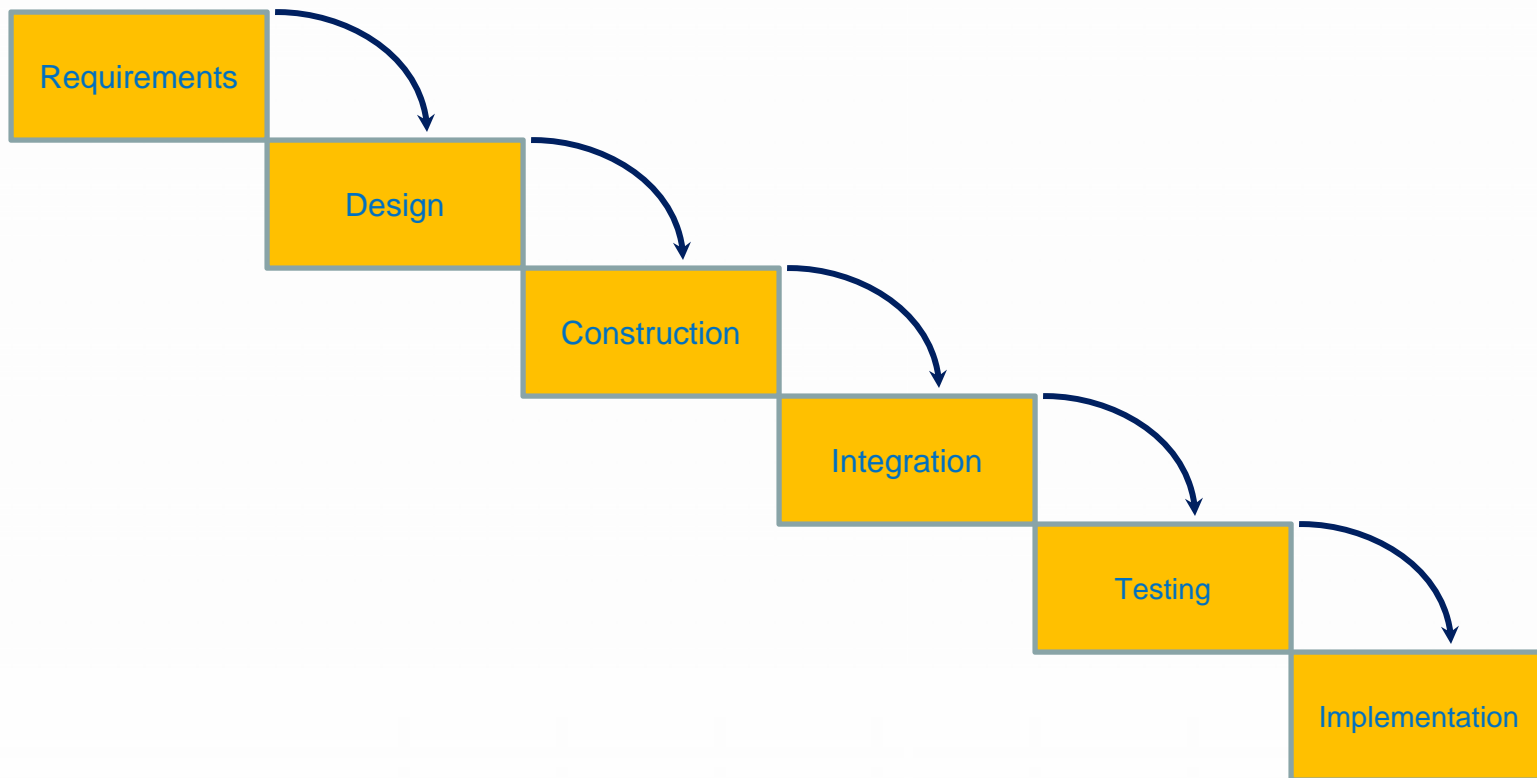 Requirements
Design
Construction
Integration
Testing
Implementation